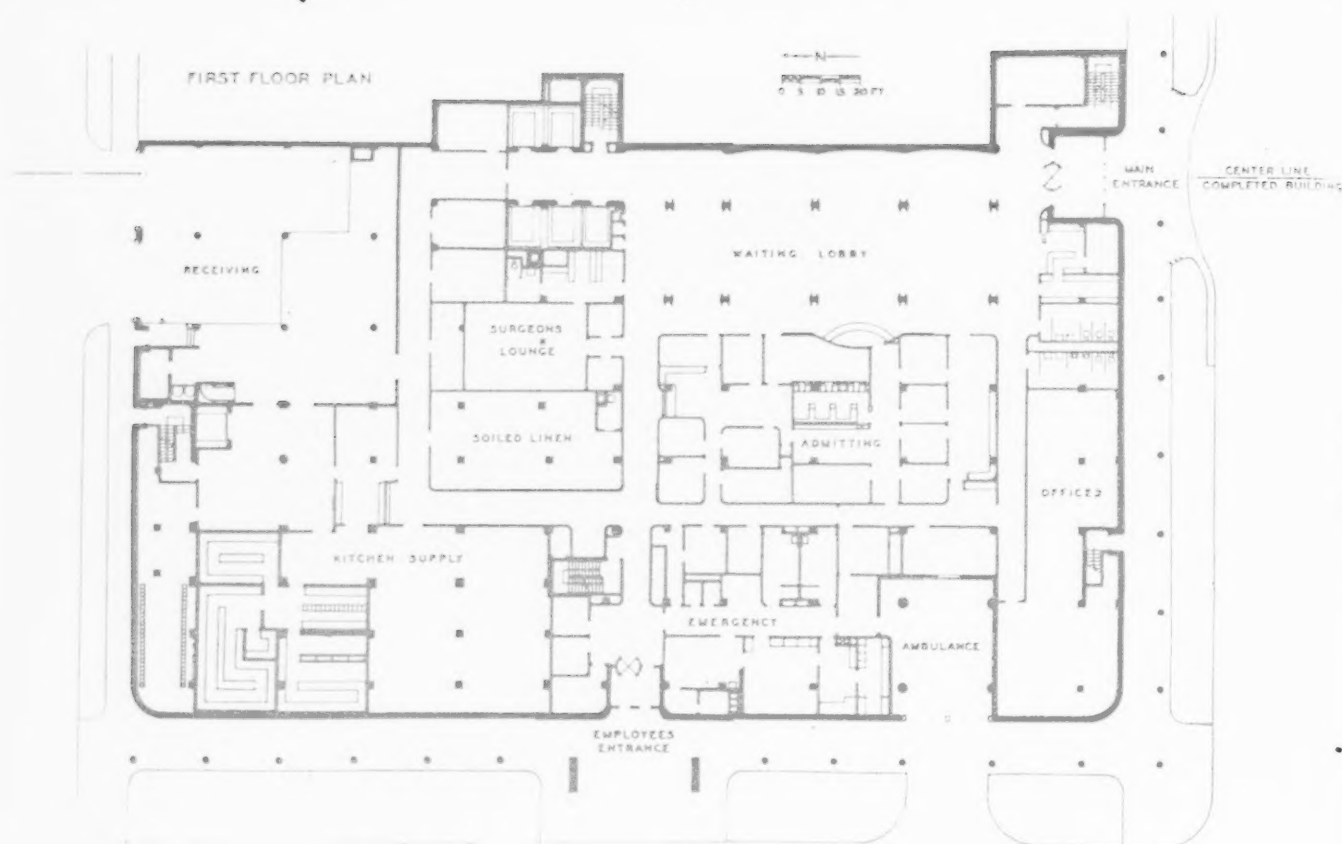 FIRST FLOOR PLAN
N
0 5 10 15 20 FT
MAIN
ENTRANCE
CENTER LINE
COMPLETED BUILDING
RECEIVING
WAITING LOBBY
SURGEONS
LOUNGE
SOILED LINEN
ADMITTING
OFFICES
KITCHEN SUPPLY
EMERGENCY
AMBULANCE
EMPLOYEES
ENTRANCE